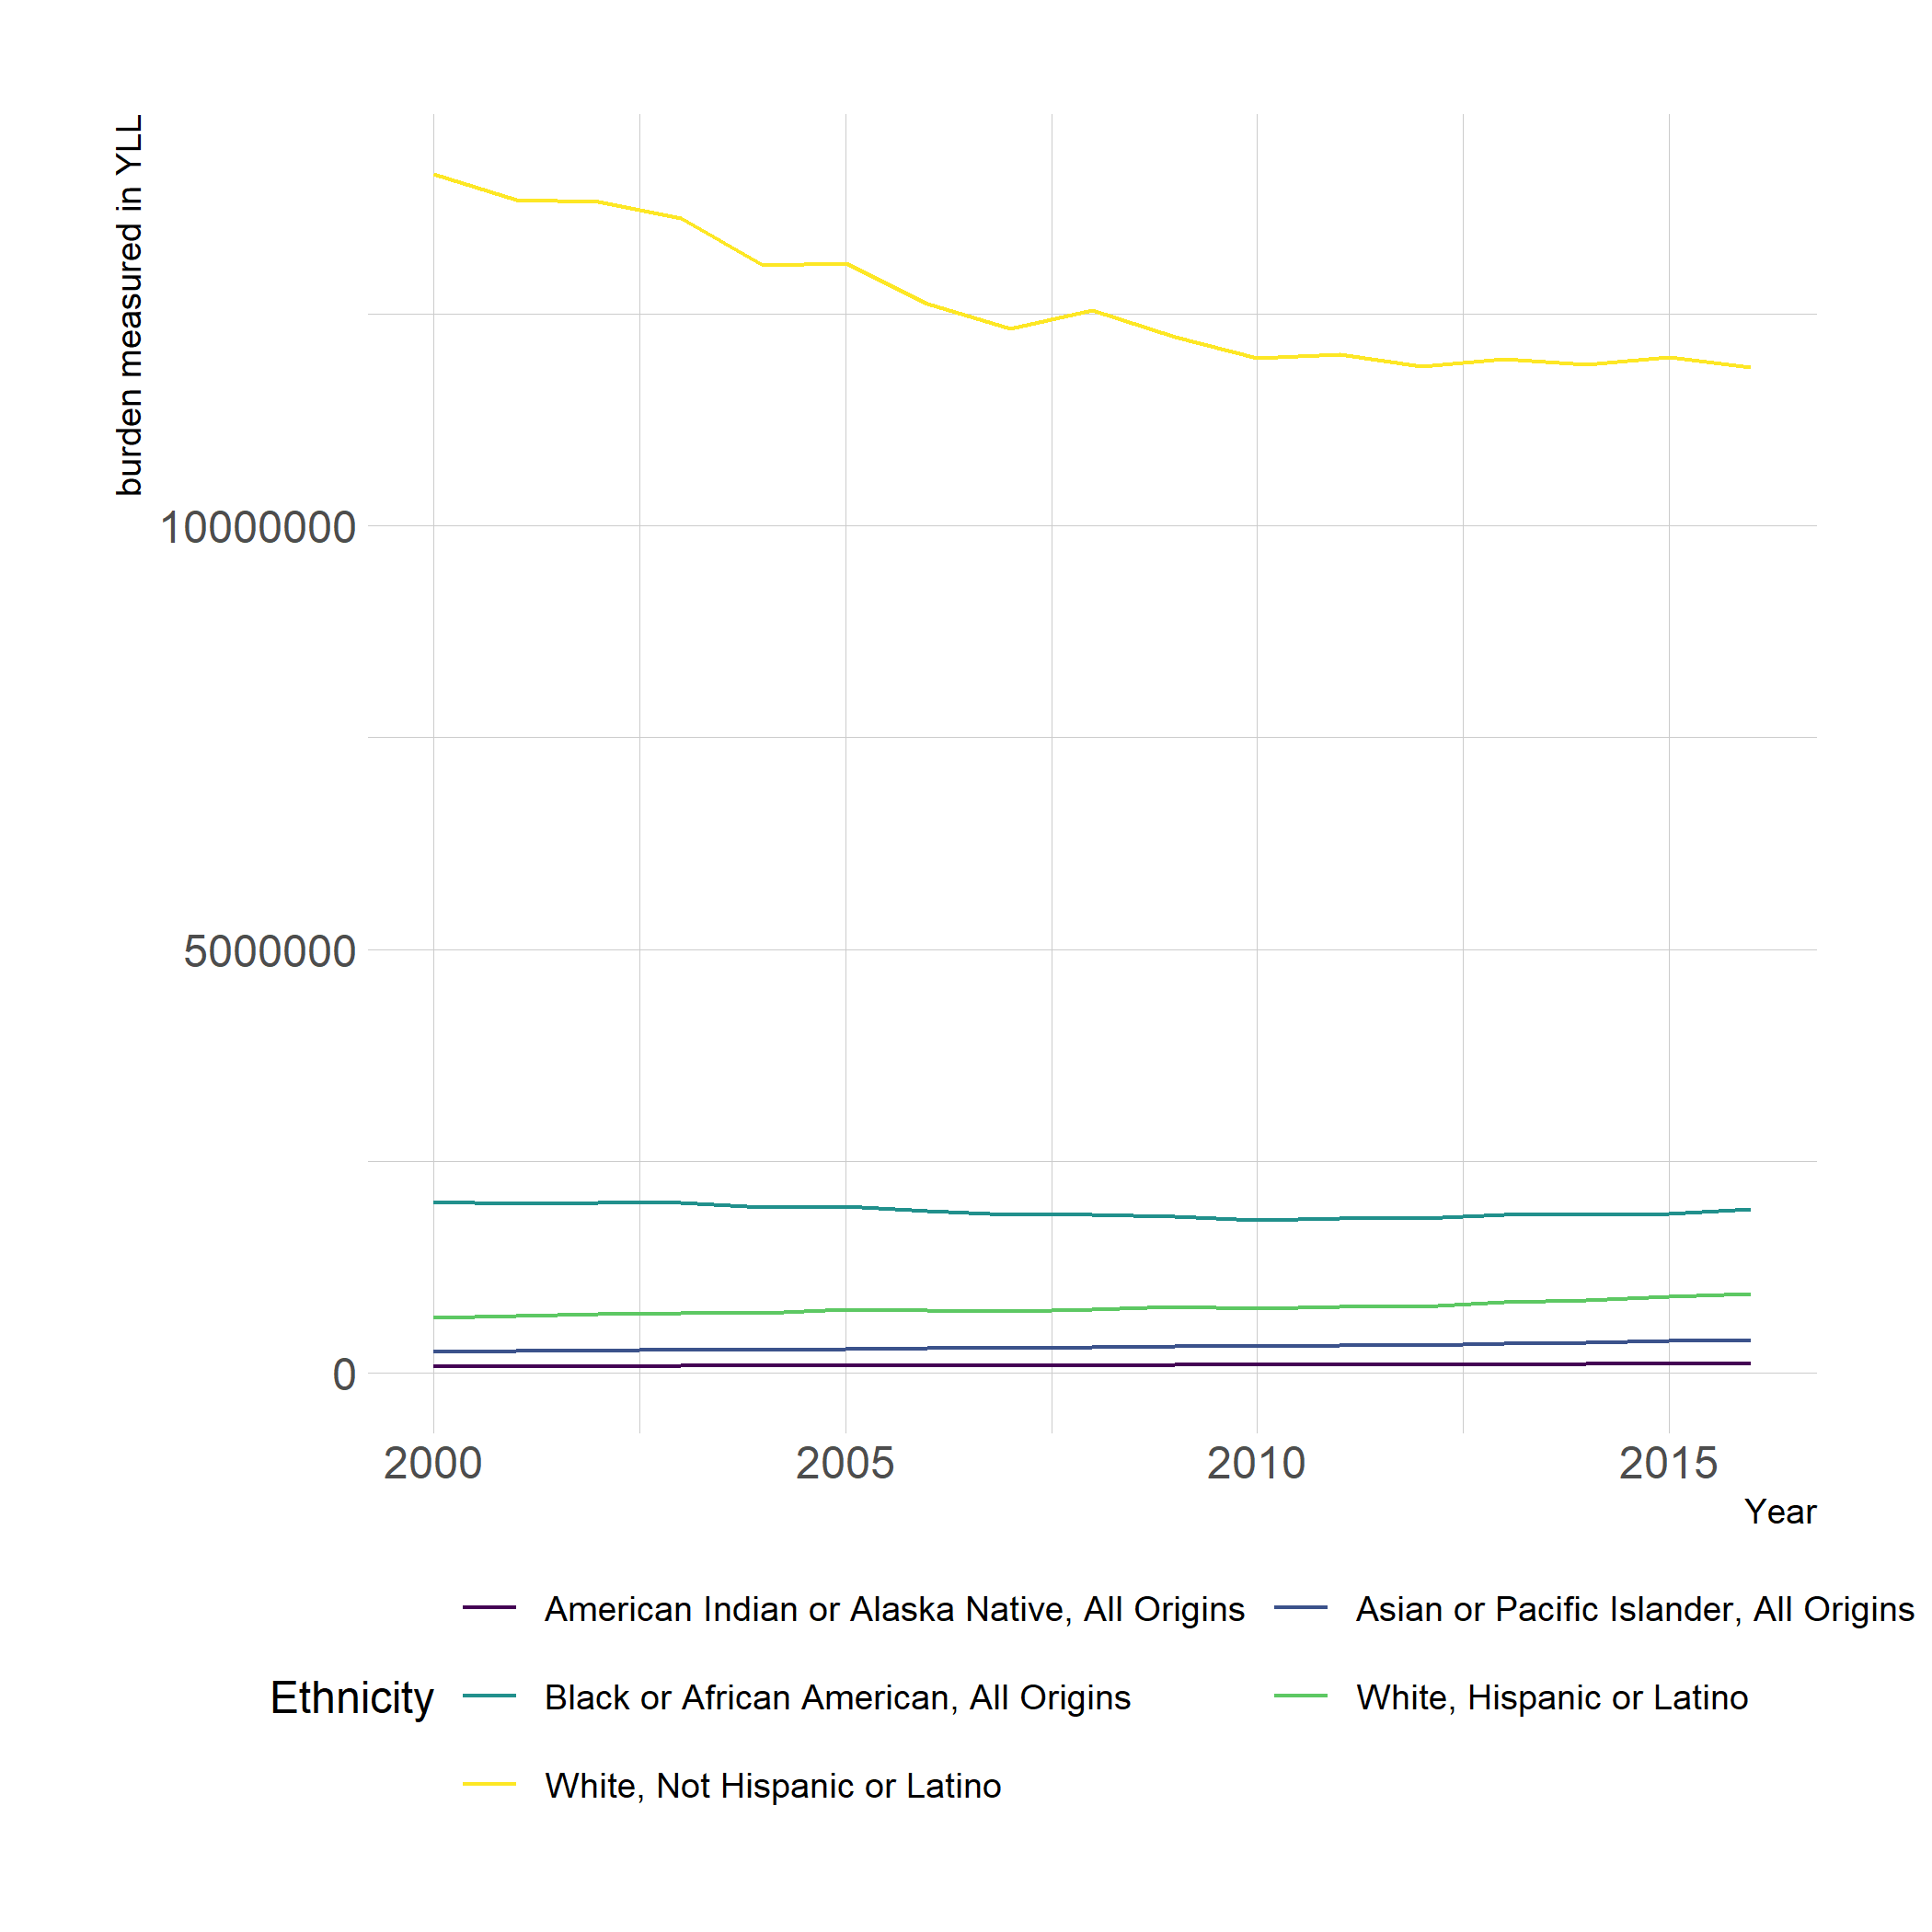 burden measured in YLL
10000000
5000000
0
2000 2005 2010 2015
Year
Ethnicity
American Indian or Alaska Native, All Origins
Asian or Pacific Islander, All Origins
Black or African American, All Origins
White, Hispanic or Latino
White, Not Hispanic or Latino